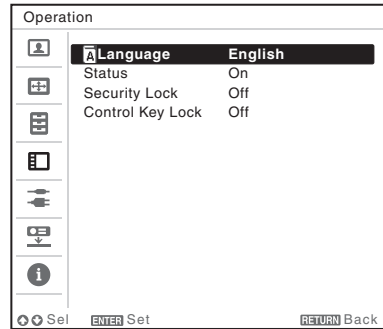 Operation
A Language English
Status On
Security Lock Off
Control Key Lock Off
Sel ENTER Set RETURN Back